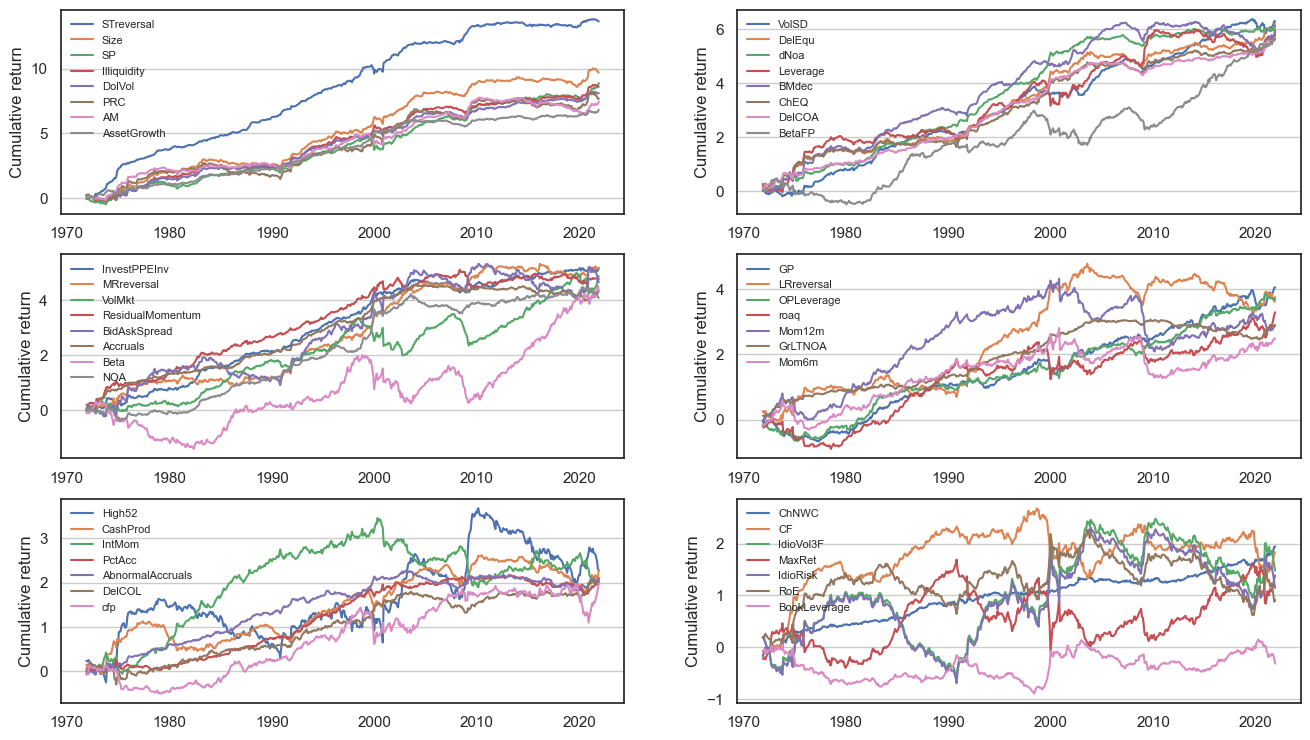 Cumulative return
10
5
0
STreversal
Size
SP
Illiquidity
DolVol
PRC
AM
AssetGrowth
1970 1980 1990 2000 2010 2020
Cumulative return
6
4
2
0
VolSD
DelEqu
dNoa
Leverage
BMdec
ChEQ
DelCOA
BetaFP
1970 1980 1990 2000 2010 2020
Cumulative return
4
2
0
InvestPPEInv
MRreversal
VolMkt
ResidualMomentum
BidAskSpread
Accruals
Beta
NOA
1970 1980 1990 2000 2010 2020
Cumulative return
4
2
0
GP
LRreversal
OPLeverage
roaq
Mom12m
GrLTNOA
Mom6m
1970 1980 1990 2000 2010 2020
Cumulative return
3
2
1
0
High52
CashProd
IntMom
PctAcc
AbnormalAccruals
DelCOL
cfp
1970 1980 1990 2000 2010 2020
Cumulative return
2
1
0
−1
ChNWC
CF
IdioVol3F
MaxRet
IdioRisk
RoE
BookLeverage
1970 1980 1990 2000 2010 2020